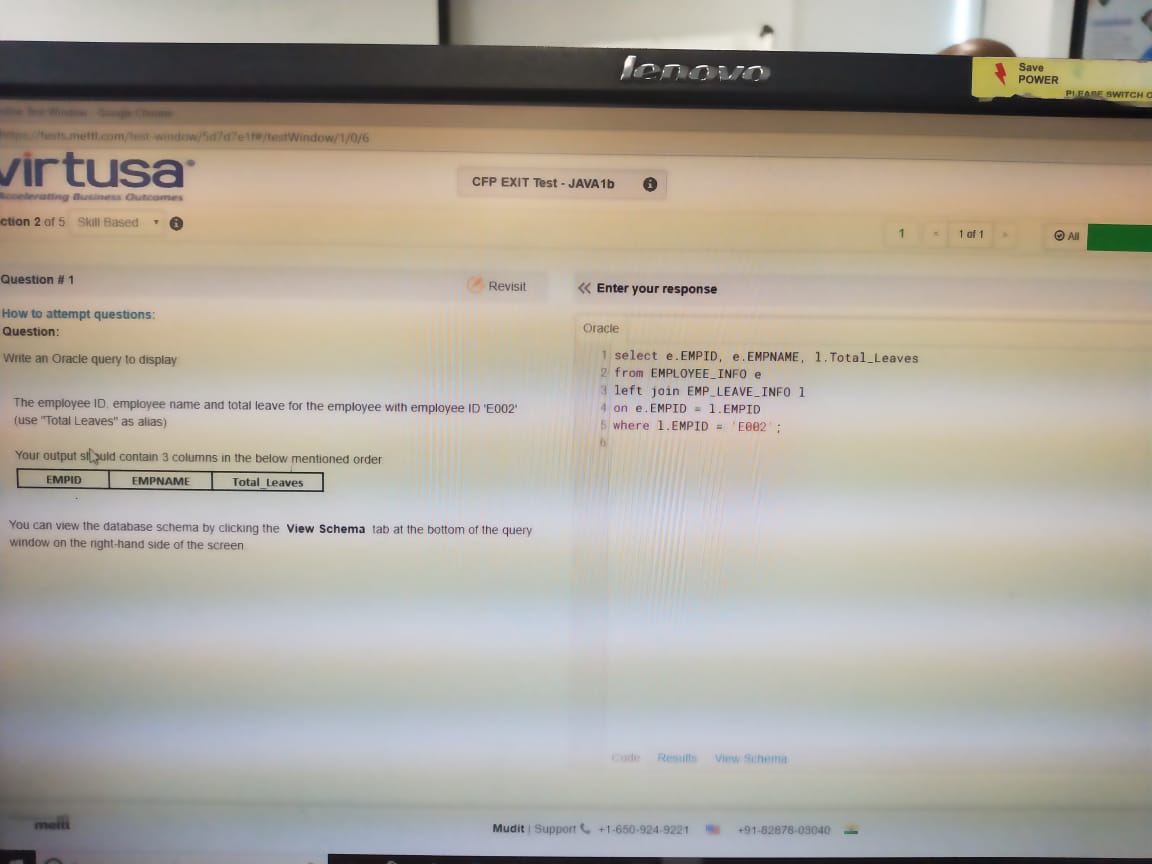 lenovo
Save
POWER
PLEASE SWITCH O
Online Test Window - Google Chrome
https://tests.mettl.com/test-window/5d7d7e1f#/testWindow/1/0/6
virtusa
Accelerating Business Outcomes
CFP EXIT Test - JAVA1b
ction 2 of 5 Skill Based
1 < 1 of 1 > All
Question # 1
Revisit
Enter your response
How to attempt questions:
Question:
Oracle
Write an Oracle query to display
The employee ID, employee name and total leave for the employee with employee ID 'E002'
(use "Total Leaves" as alias)
Your output should contain 3 columns in the below mentioned order
EMPID EMPNAME Total_Leaves
You can view the database schema by clicking the View Schema tab at the bottom of the query
window on the right-hand side of the screen
1 select e.EMPID, e.EMPNAME, l.Total_Leaves
2 from EMPLOYEE_INFO e
3 left join EMP_LEAVE_INFO l
4 on e.EMPID = l.EMPID
5 where l.EMPID = 'E002';
6
Code Results View Schema
mettl
Mudit | Support +1-650-924-9221 +91-82878-03040